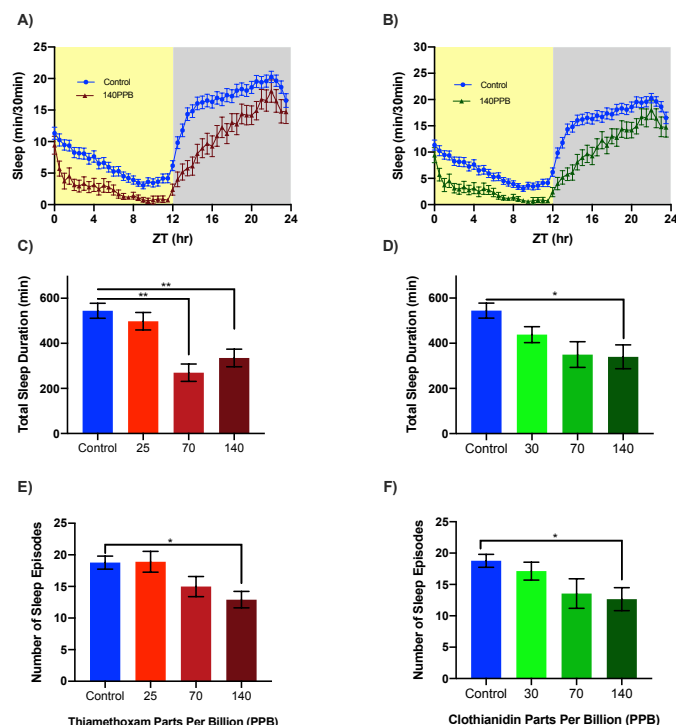 A)
25
20
15
10
5
0
Sleep (min/30min)
Control
140PPB
0 4 8 12 16 20 24
ZT (hr)
B)
30
25
20
15
10
5
0
Sleep (min/30min)
Control
140PPB
0 4 8 12 16 20 24
ZT (hr)
C)
600
400
200
0
Total Sleep Duration (min)
**
**
Control 25 70 140
D)
600
400
200
0
Total Sleep Duration (min)
*
Control 30 70 140
E)
25
20
15
10
5
0
Number of Sleep Episodes
*
Control 25 70 140
Thiamethoxam Parts Per Billion (PPB)
F)
25
20
15
10
5
0
Number of Sleep Episodes
*
Control 30 70 140
Clothianidin Parts Per Billion (PPB)